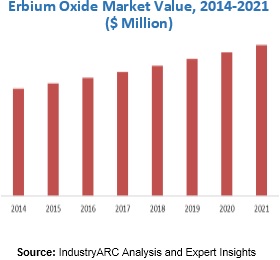 Erbium Oxide Market Value, 2014-2021
($ Million)
2014 2015 2016 2017 2018 2019 2020 2021
Source: IndustryARC Analysis and Expert Insights